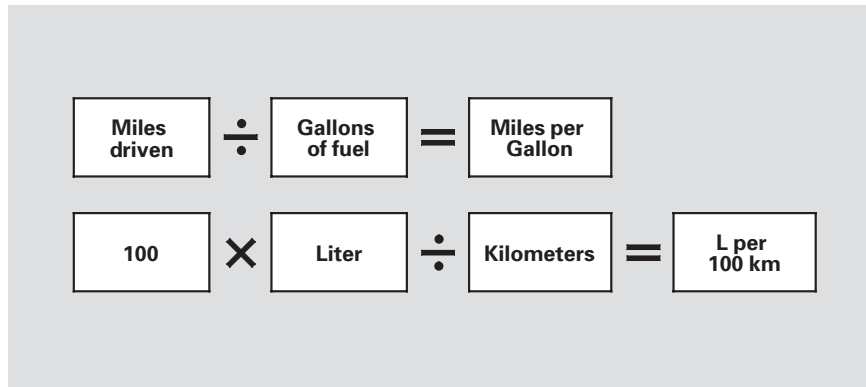 Miles driven ÷ Gallons of fuel = Miles per Gallon
100 × Liter ÷ Kilometers = L per 100 km